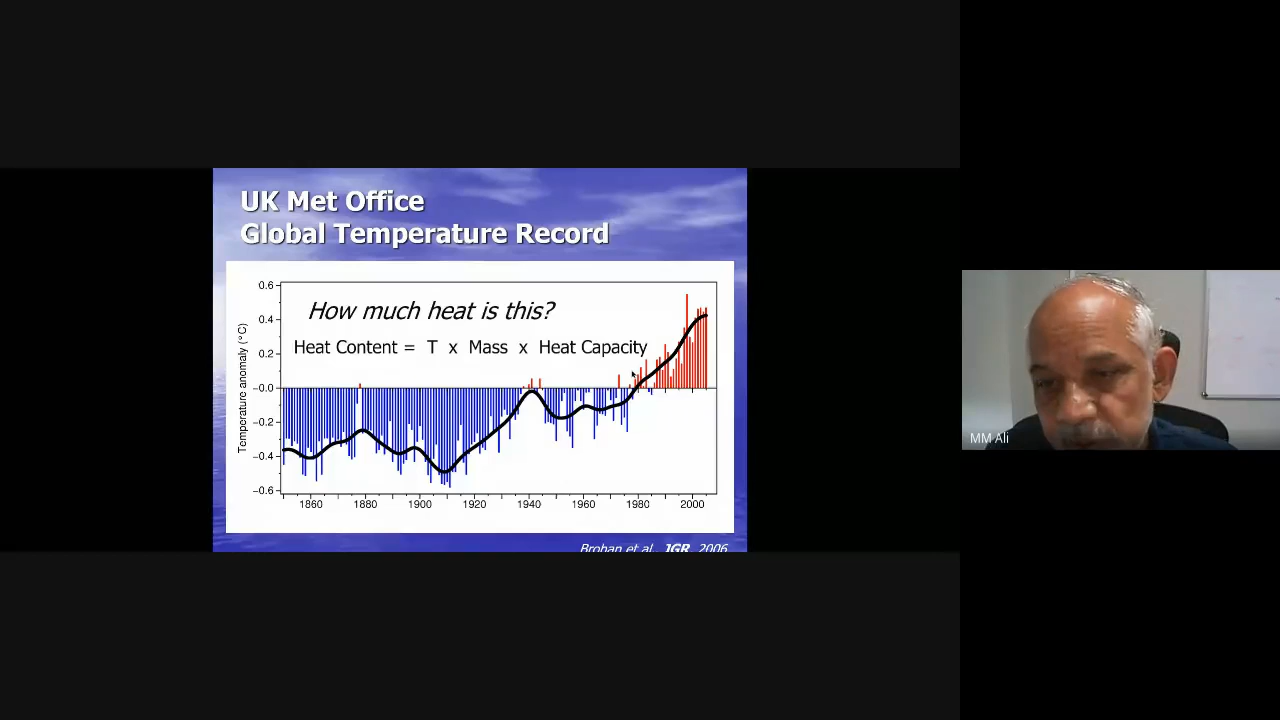 UK Met Office
Global Temperature Record
How much heat is this?
Heat Content = T x Mass x Heat Capacity
Temperature anomaly (°C)
0.6
0.4
0.2
−0.0
−0.2
−0.4
−0.6
1860 1880 1900 1920 1940 1960 1980 2000
Brohan et al., JGR, 2006
MM Ali